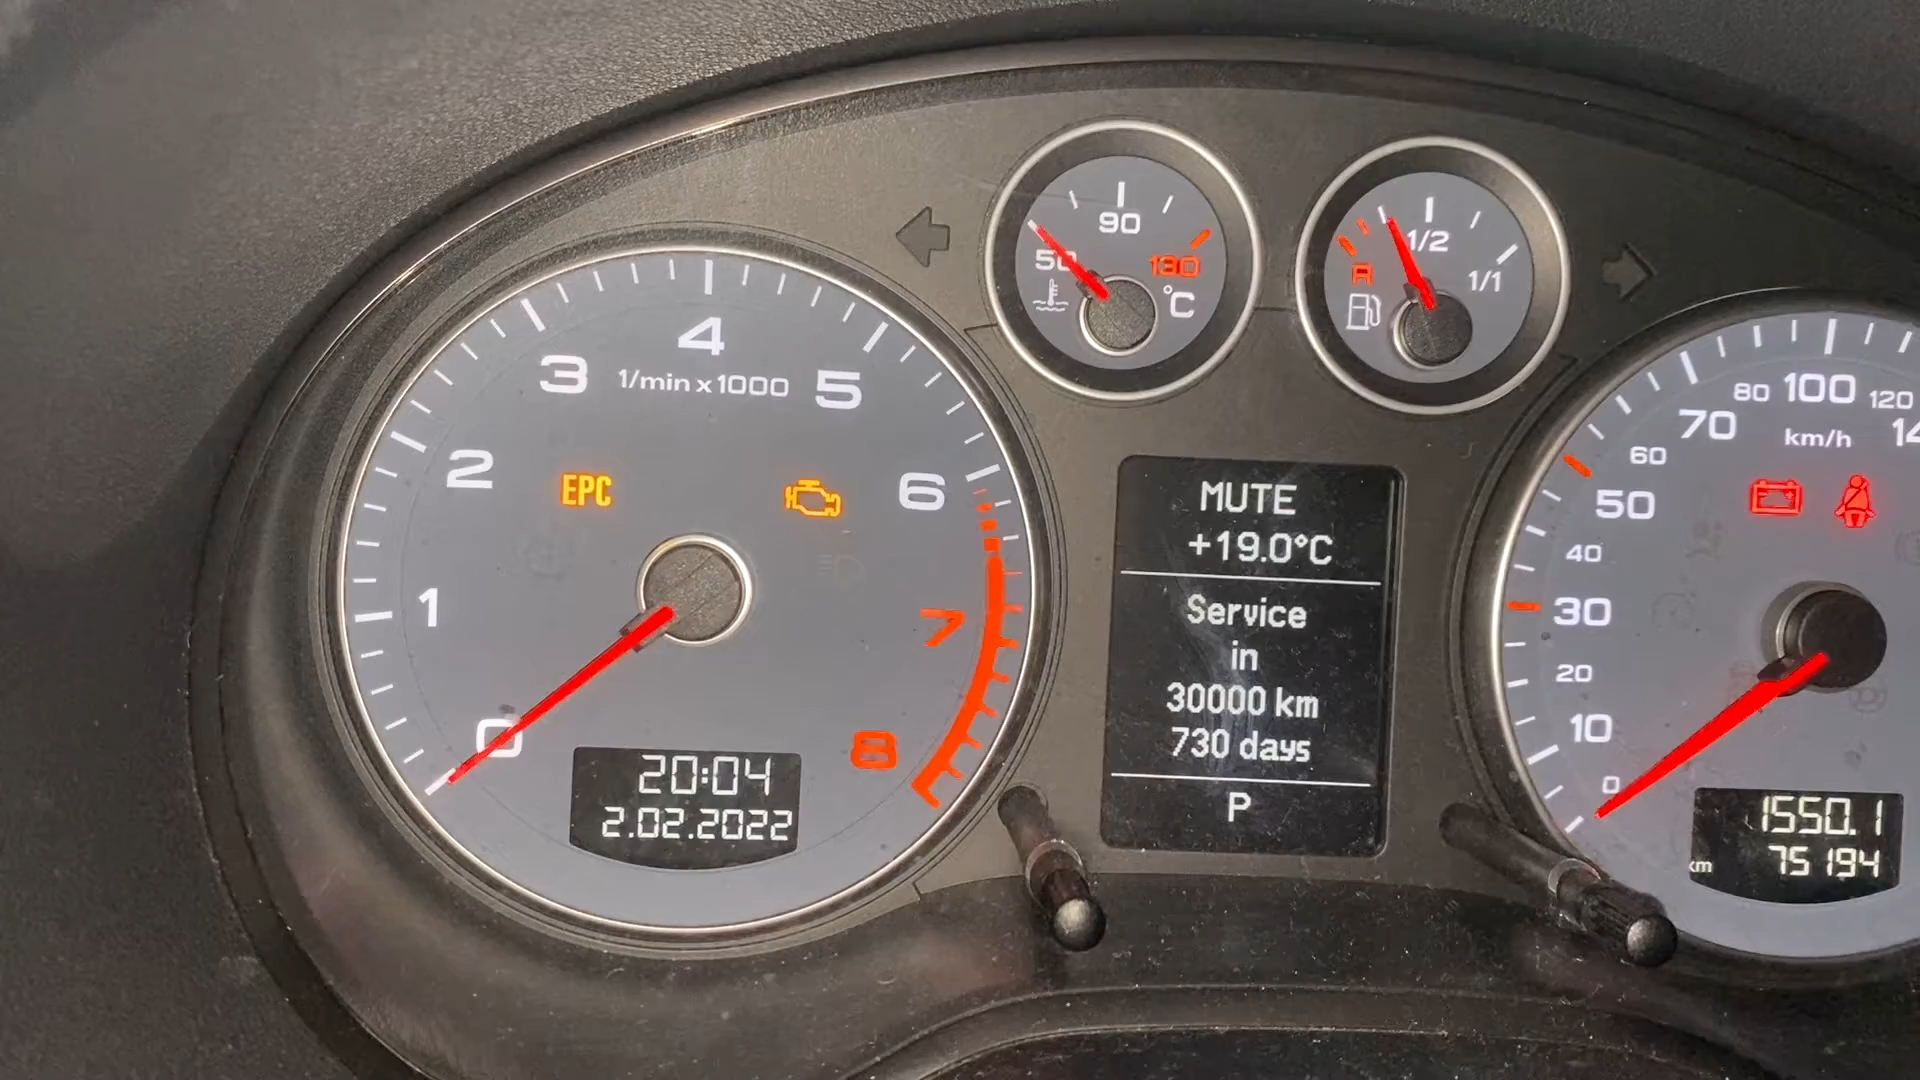 50 90 130 °C
R 1/2 1/1
0 1 2 3 4 5 6 7 8
1/min x 1000
EPC
20:04
2.02.2022
MUTE
+19.0°C
Service
in
30000 km
730 days
P
0 10 20 30 40 50 60 70 80 100 120
km/h
1550.1
km 75194